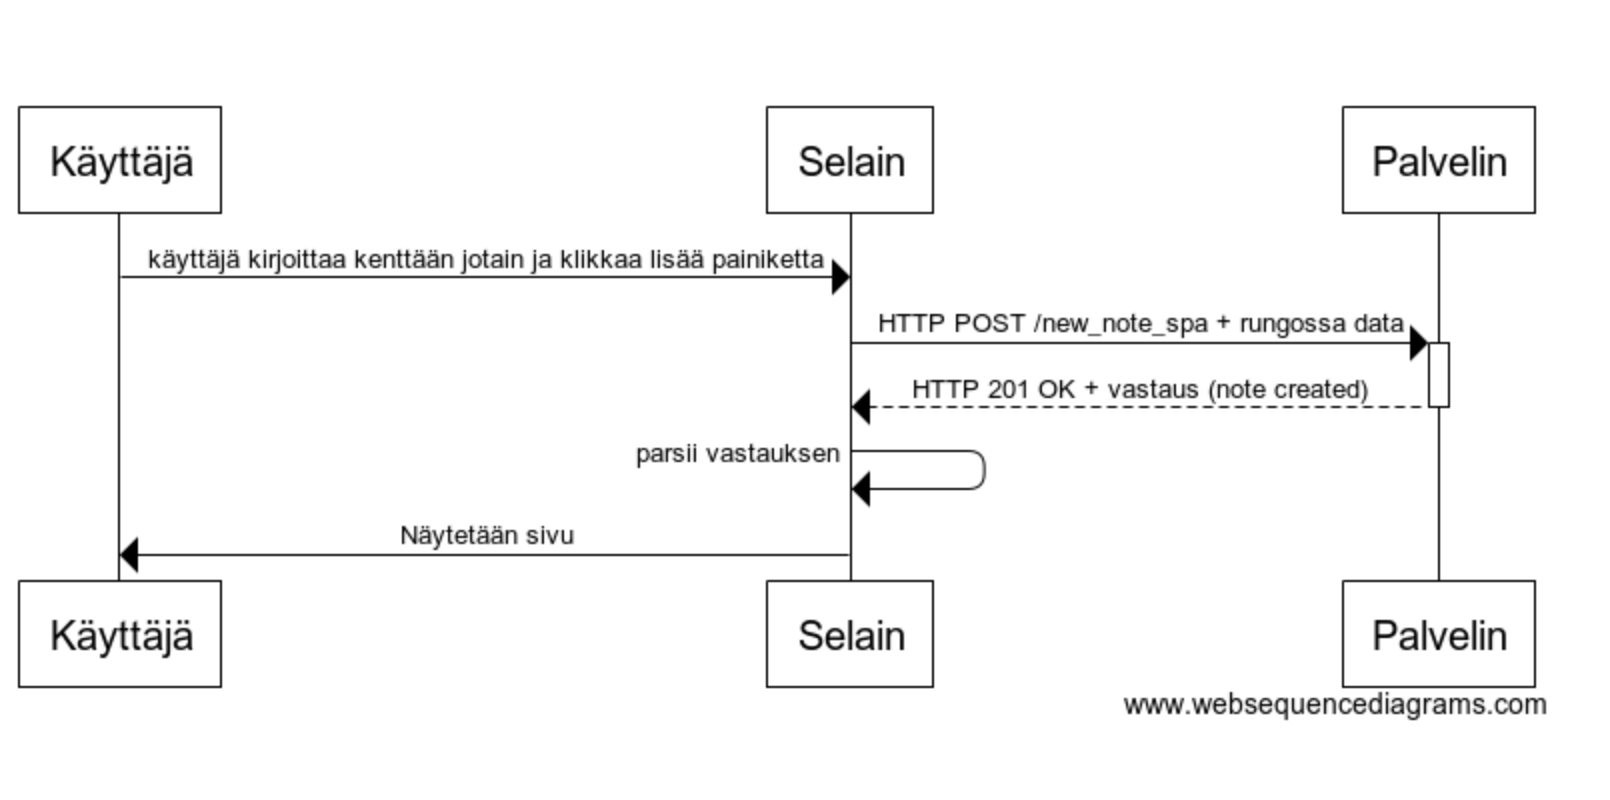 Käyttäjä
Selain
Palvelin
käyttäjä kirjoittaa kenttään jotain ja klikkaa lisää painiketta
HTTP POST /new_note_spa + rungossa data
HTTP 201 OK + vastaus (note created)
parsii vastauksen
Näytetään sivu
Käyttäjä
Selain
Palvelin
www.websequencediagrams.com